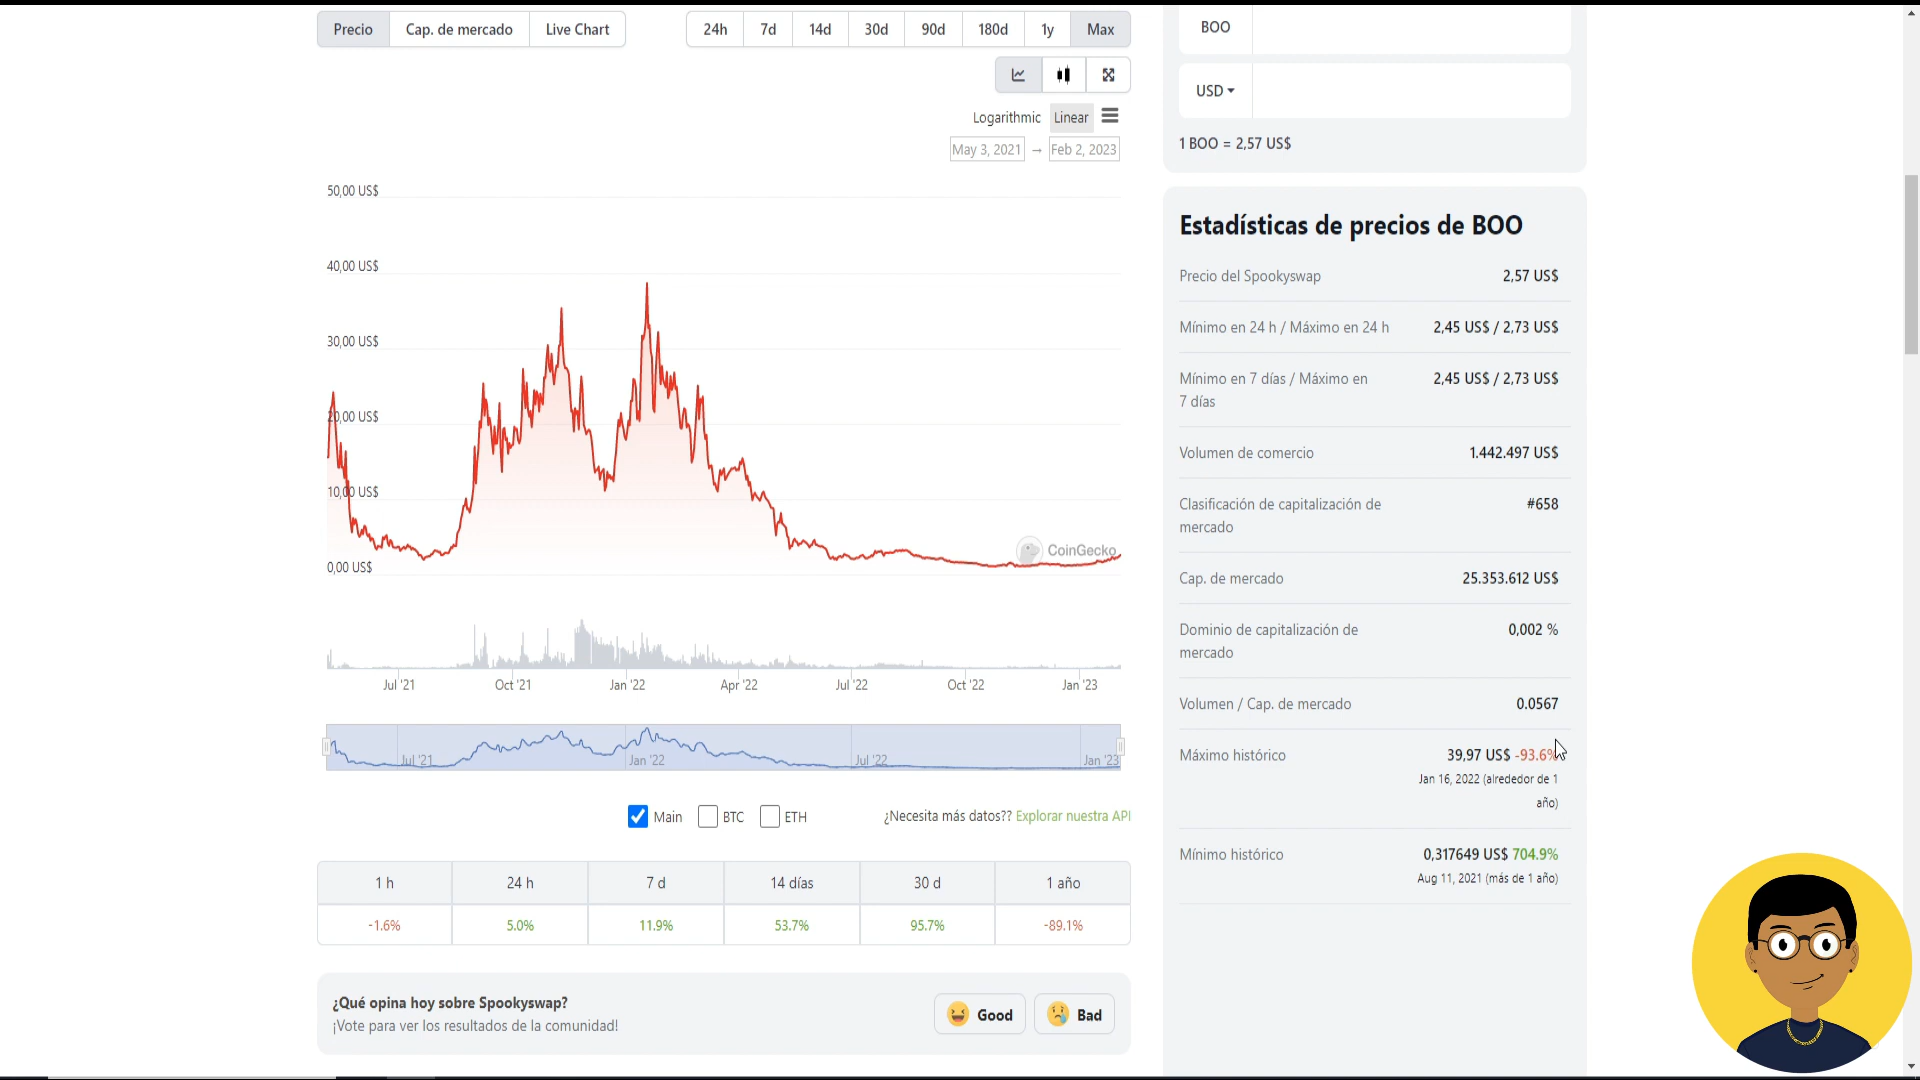 Precio Cap. de mercado Live Chart 24h 7d 14d 30d 90d 180d 1y Max
Logarithmic Linear
May 3, 2021 → Feb 2, 2023
50,00 US$
40,00 US$
30,00 US$
20,00 US$
10,00 US$
0,00 US$
CoinGecko
Jul '21 Oct '21 Jan '22 Apr '22 Jul '22 Oct '22 Jan '23
Jul '21 Jan '22 Jul '22 Jan '23
Main BTC ETH ¿Necesita más datos?? Explorar nuestra API
1 h 24 h 7 d 14 días 30 d 1 año
-1.6% 5.0% 11.9% 53.7% 95.7% -89.1%
¿Qué opina hoy sobre Spookyswap?
¡Vote para ver los resultados de la comunidad!
Good Bad
BOO
USD
1 BOO = 2,57 US$
Estadísticas de precios de BOO
Precio del Spookyswap 2,57 US$
Mínimo en 24 h / Máximo en 24 h 2,45 US$ / 2,73 US$
Mínimo en 7 días / Máximo en 2,45 US$ / 2,73 US$
7 días
Volumen de comercio 1.442.497 US$
Clasificación de capitalización de #658
mercado
Cap. de mercado 25.353.612 US$
Dominio de capitalización de 0,002 %
mercado
Volumen / Cap. de mercado 0.0567
Máximo histórico 39,97 US$ -93.6%
Jan 16, 2022 (alrededor de 1
año)
Mínimo histórico 0,317649 US$ 704.9%
Aug 11, 2021 (más de 1 año)